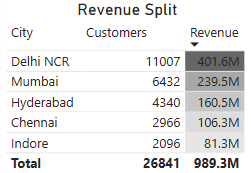 Revenue Split
City Customers Revenue
Delhi NCR 11007 401.6M
Mumbai 6432 239.5M
Hyderabad 4340 160.5M
Chennai 2966 106.3M
Indore 2096 81.3M
Total 26841 989.3M